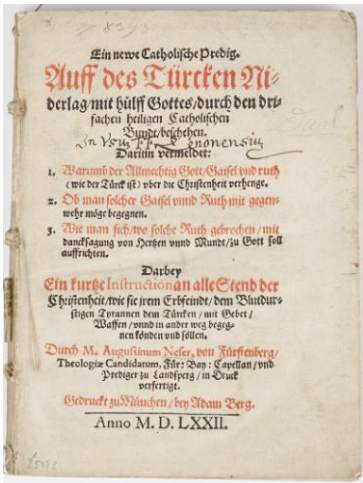 Ein newe Catholische Predig.
Auff des Türcken Ni-
derlag/mit hülff Gottes/durch den dri-
fachen heiligen Catholischen
Bundt/beschehen.
In Vsum FF.
Darinn vermeldet:
1. Warumb der Allmechtig Gott/Gaisel vnd ruth
(wie der Türck ist) vber die Christenheit verhenge.
2. Ob man solcher Gaisel vnnd Ruth mit gegen-
wehr möge begegnen.
3. Wie man sich/wo solche Ruth gebrochen/mit
dancksagung von Hertzen vnnd Mundt/zu Gott soll
auffrichten.
Darbey
Ein kurtze Instruction an alle Stend der
Christenheit/wie sie jrem Erbfeindt/dem Blutdur-
stigen Tyrannen dem Türcken/mit Gebet/
Waffen/vnnd in ander weg begeg-
nen könden vnd söllen.
Durch M. Augustinum Neser, von Fürstenberg/
Theologiæ Candidatum, Für: Bay: Capellan/vnd
Prediger zu Landsperg/in Druck
verfertigt.
Gedruckt zu München/bey Adam Berg.
Anno M. D. LXXII.